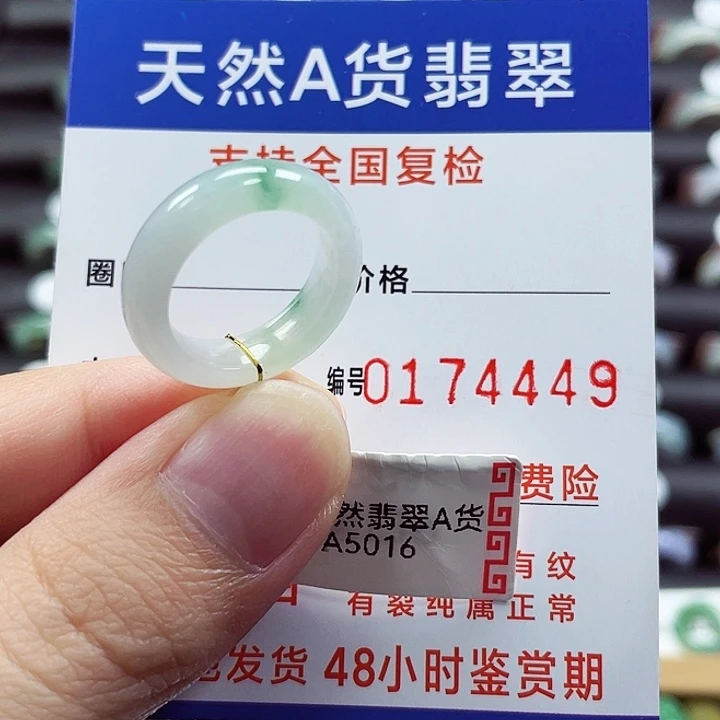 天然A货翡翠
支持全国复检
圈
价格
编号0174449
费险
然翡翠A货
A5016
有纹
有裂纯属正常
发货 48小时鉴赏期